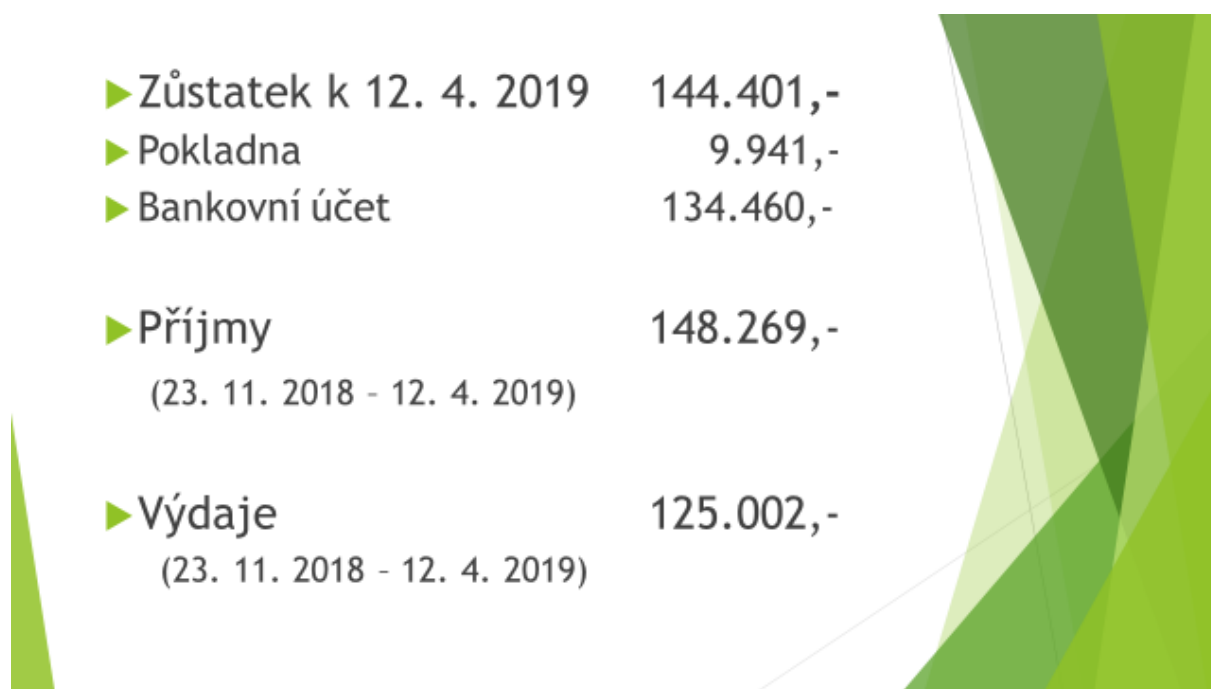 Zůstatek k 12. 4. 2019 144.401,-
Pokladna 9.941,-
Bankovní účet 134.460,-
Příjmy 148.269,-
(23. 11. 2018 – 12. 4. 2019)
Výdaje 125.002,-
(23. 11. 2018 – 12. 4. 2019)